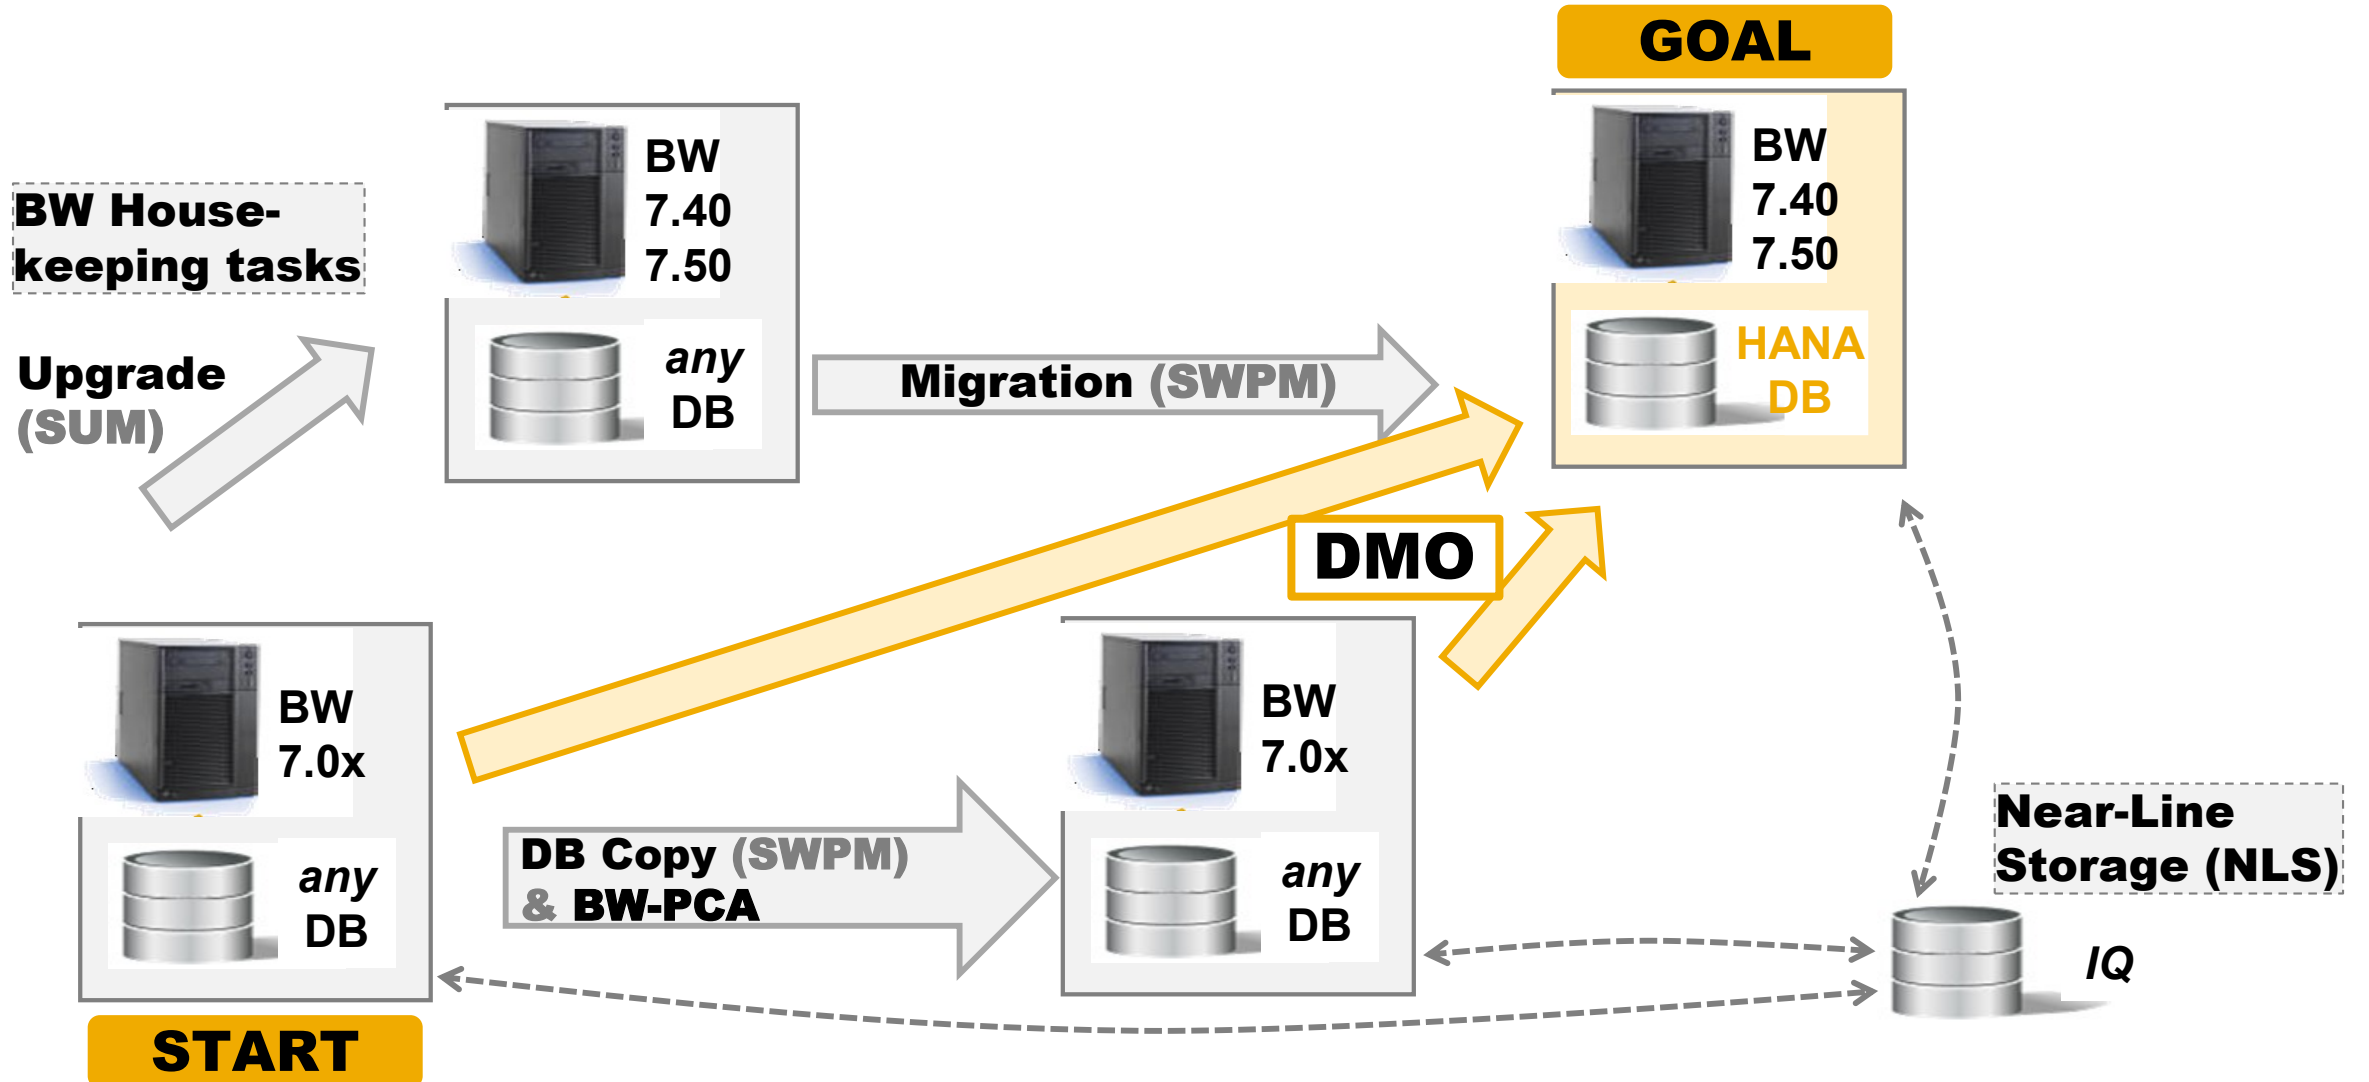 GOAL
BW
7.40
7.50
HANA
DB
BW
7.40
7.50
any
DB
BW House-
keeping tasks
Upgrade
(SUM)
Migration (SWPM)
DMO
BW
7.0x
any
DB
START
DB Copy (SWPM)
& BW-PCA
BW
7.0x
any
DB
Near-Line
Storage (NLS)
IQ